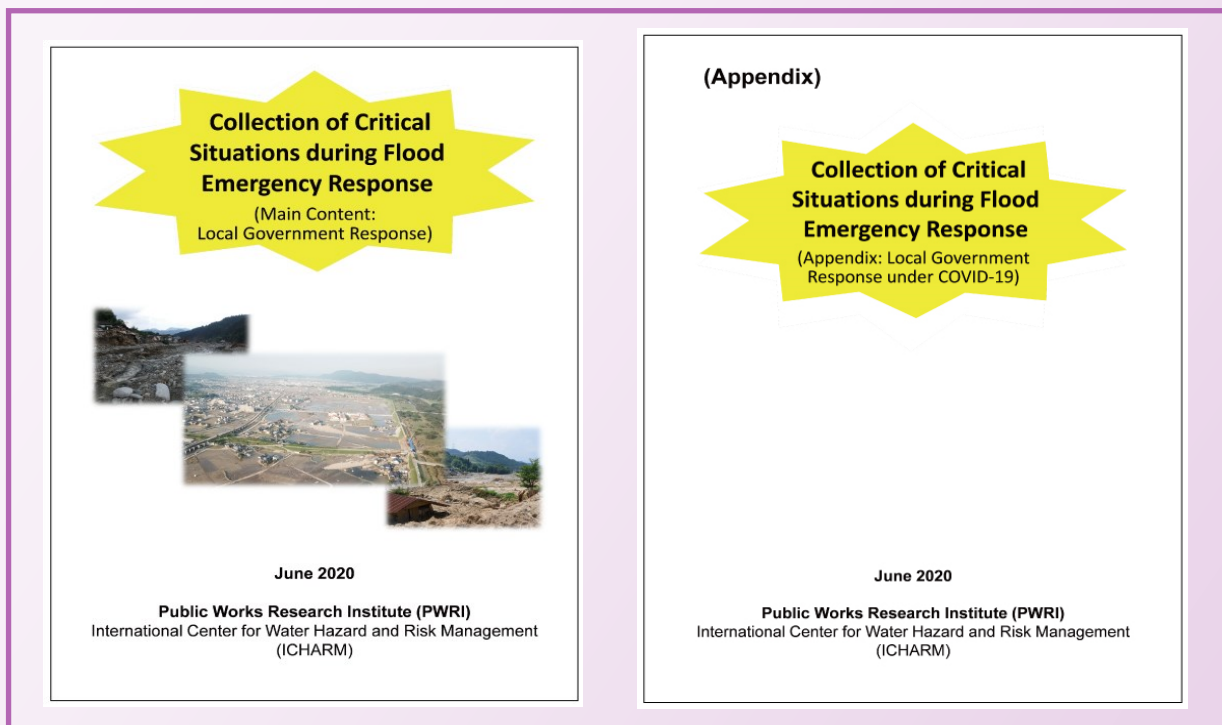 Collection of Critical
Situations during Flood
Emergency Response
(Main Content:
Local Government Response)
June 2020
Public Works Research Institute (PWRI)
International Center for Water Hazard and Risk Management
(ICHARM)
(Appendix)
Collection of Critical
Situations during Flood
Emergency Response
(Appendix: Local Government
Response under COVID-19)
June 2020
Public Works Research Institute (PWRI)
International Center for Water Hazard and Risk Management
(ICHARM)